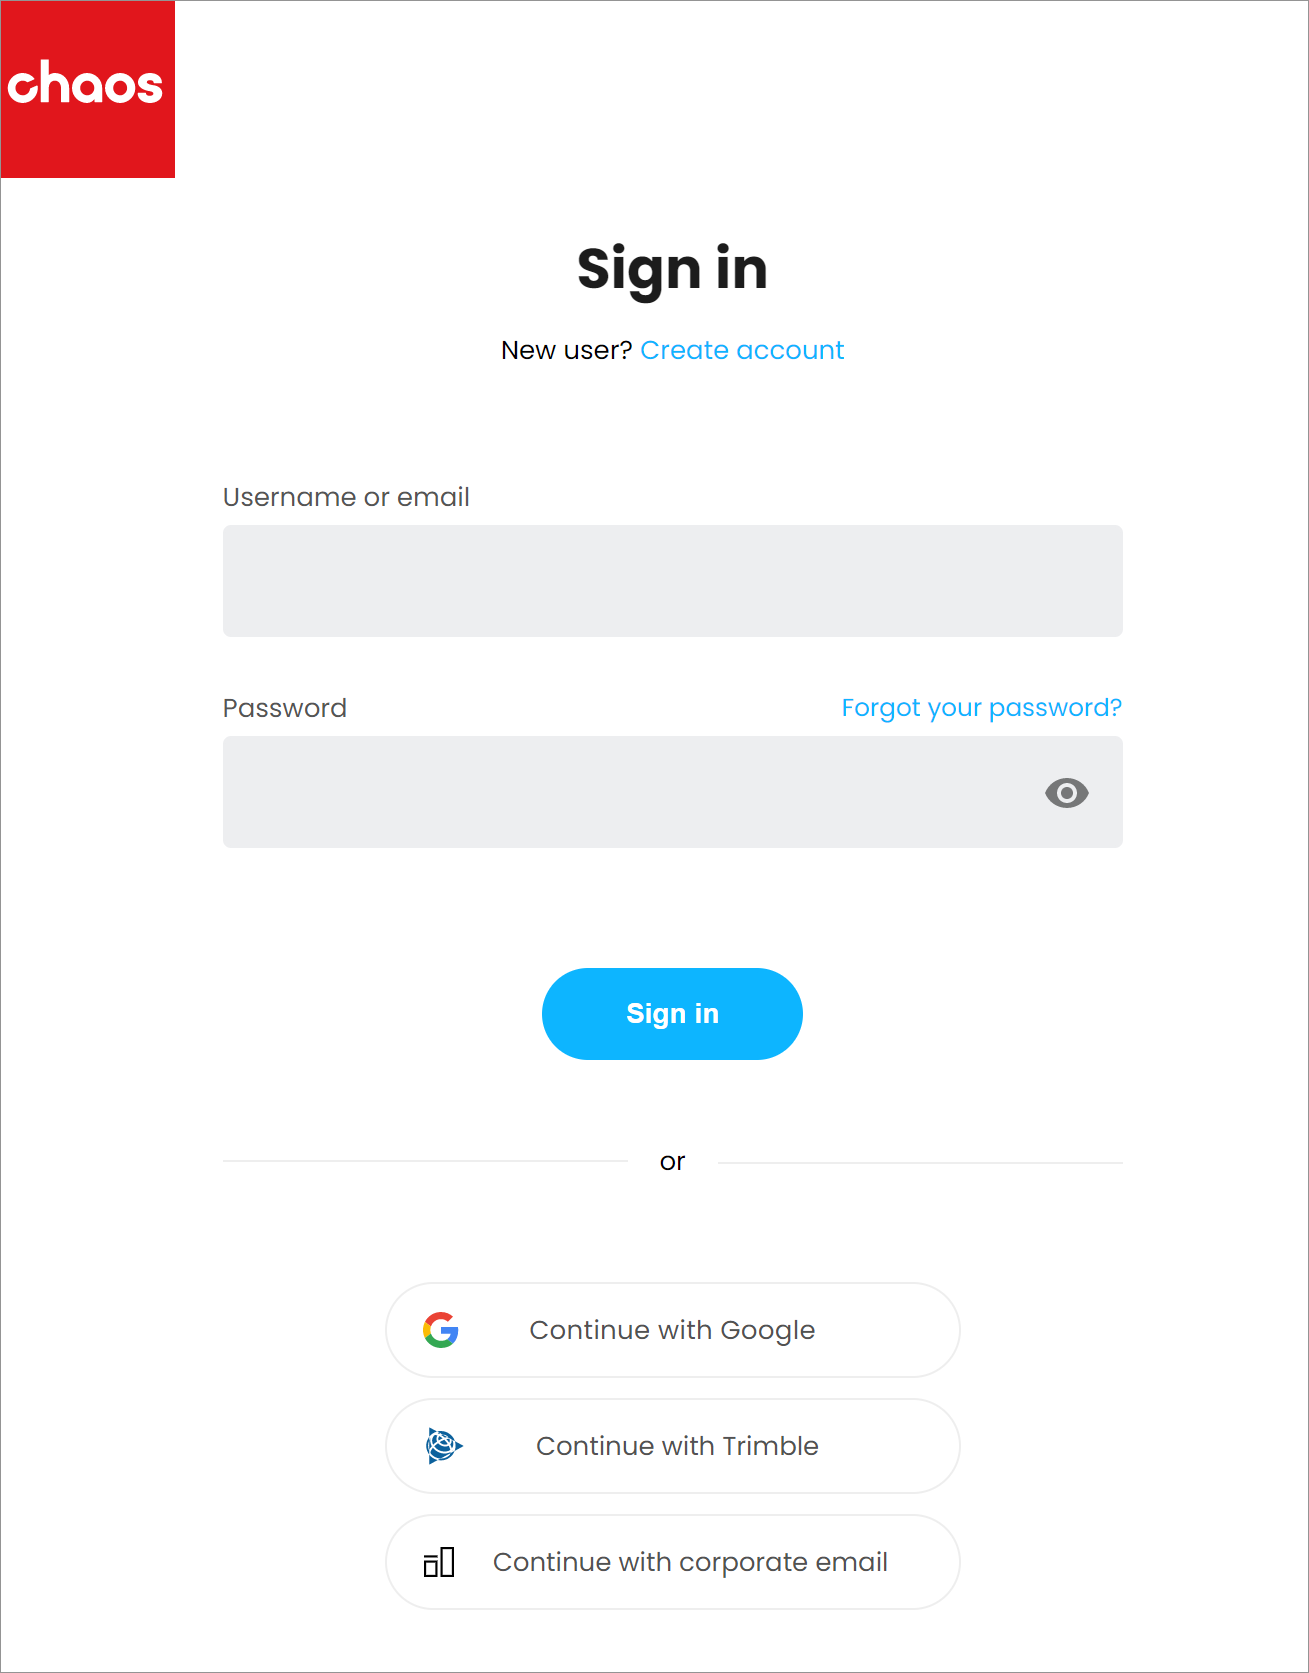 chaos
Sign in
New user? Create account
Username or email
Password
Forgot your password?
Sign in
or
Continue with Google
Continue with Trimble
Continue with corporate email